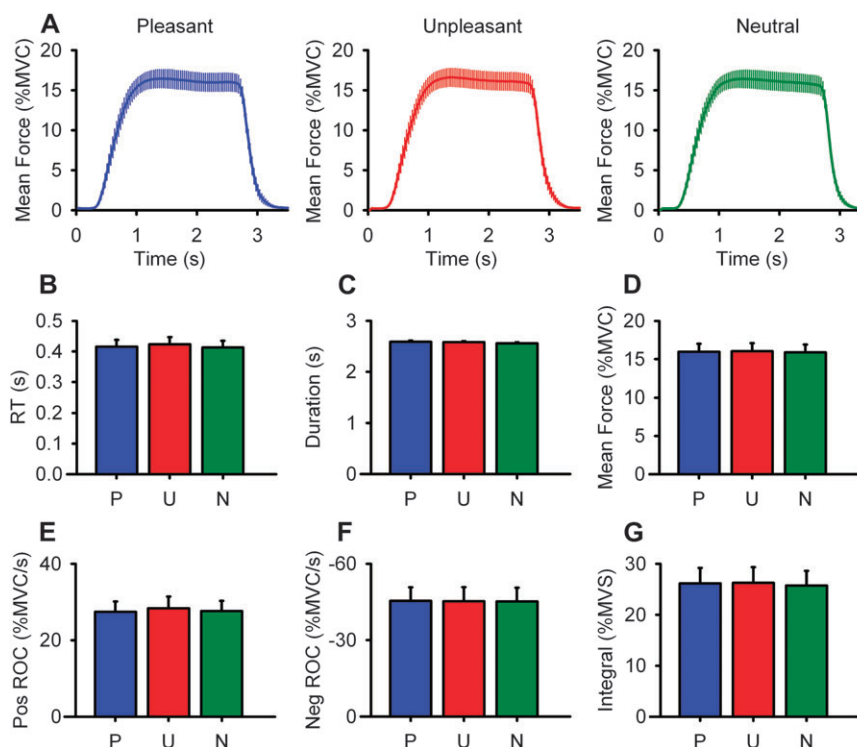 A
Pleasant
Unpleasant
Neutral
Mean Force (%MVC)
20
15
10
5
0
0 1 2 3
Time (s)
Mean Force (%MVC)
20
15
10
5
0
0 1 2 3
Time (s)
Mean Force (%MVC)
20
15
10
5
0
0 1 2 3
Time (s)
B
RT (s)
0.5
0.4
0.3
0.2
0.1
0.0
P U N
C
Duration (s)
3
2
1
0
P U N
D
Mean Force (%MVC)
20
15
10
5
0
P U N
E
Pos ROC (%MVC/s)
40
20
0
P U N
F
Neg ROC (%MVC/s)
-60
-30
0
P U N
G
Integral (%MVS)
30
20
10
0
P U N